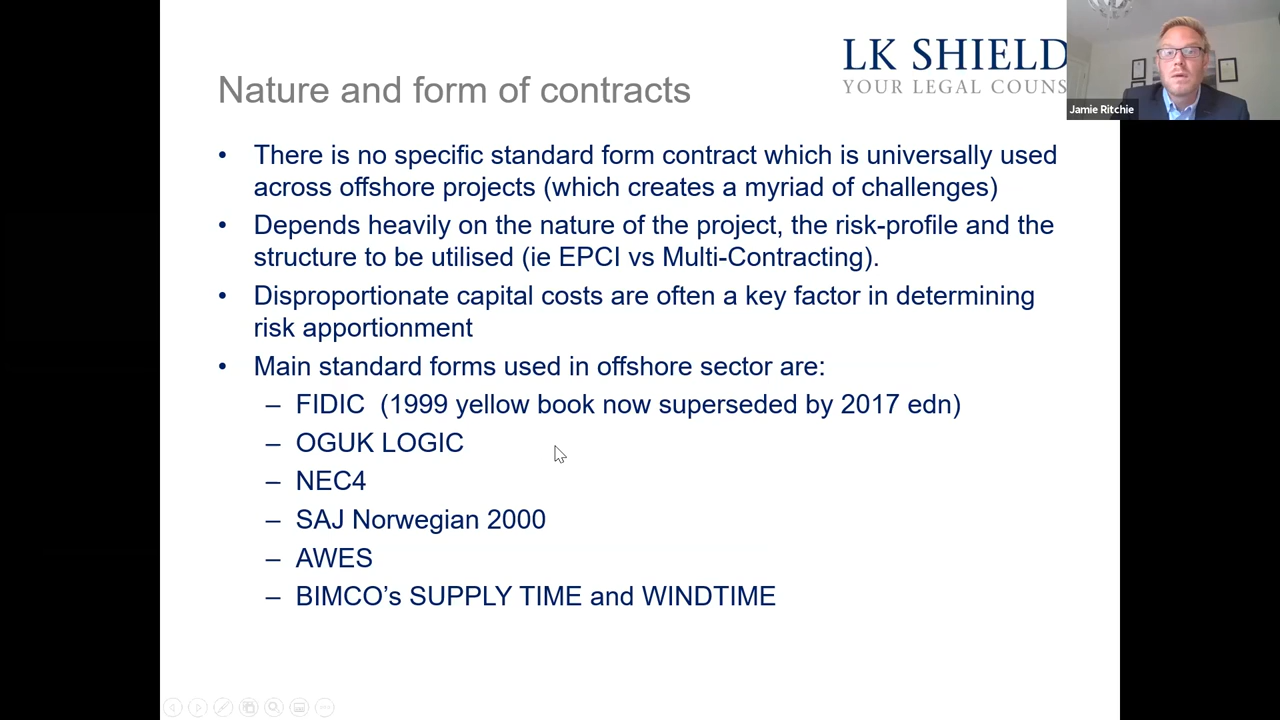 LK SHIELD
YOUR LEGAL COUNS
Jamie Ritchie
Nature and form of contracts
• There is no specific standard form contract which is universally used
across offshore projects (which creates a myriad of challenges)
• Depends heavily on the nature of the project, the risk-profile and the
structure to be utilised (ie EPCI vs Multi-Contracting).
• Disproportionate capital costs are often a key factor in determining
risk apportionment
• Main standard forms used in offshore sector are:
– FIDIC (1999 yellow book now superseded by 2017 edn)
– OGUK LOGIC
– NEC4
– SAJ Norwegian 2000
– AWES
– BIMCO’s SUPPLY TIME and WINDTIME